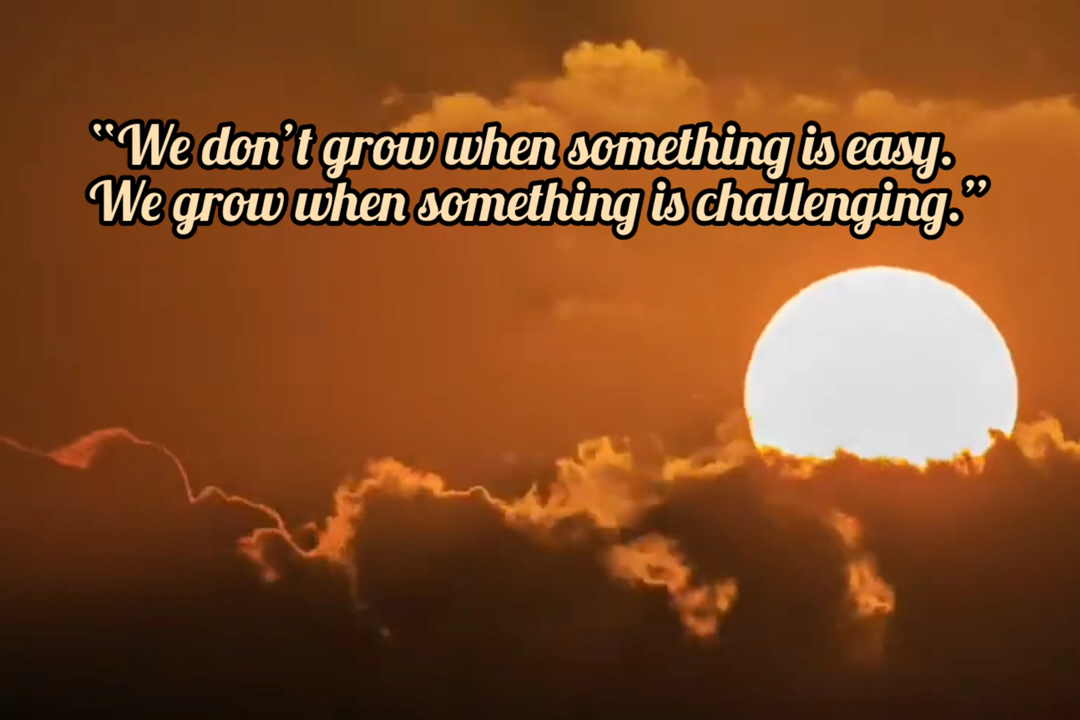 “We don’t grow when something is easy.
We grow when something is challenging.”